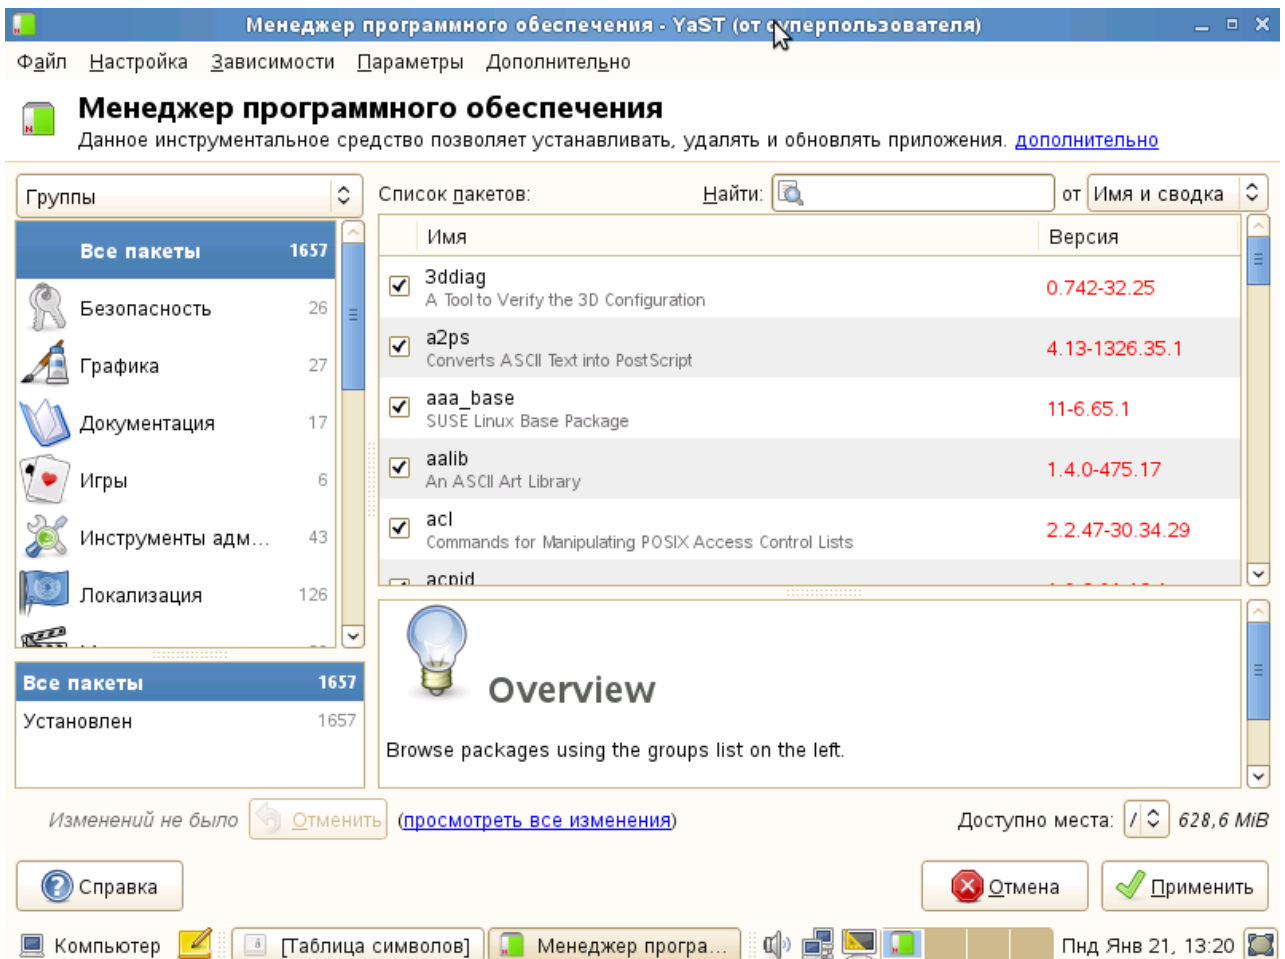 Менеджер программного обеспечения - YaST (от суперпользователя)
Файл Настройка Зависимости Параметры Дополнительно
Менеджер программного обеспечения
Данное инструментальное средство позволяет устанавливать, удалять и обновлять приложения. дополнительно
Группы
Все пакеты 1657
Безопасность 26
Графика 27
Документация 17
Игры 6
Инструменты адм... 43
Локализация 126
Все пакеты 1657
Установлен 1657
Список пакетов: Найти: от Имя и сводка
Имя Версия
3ddiag 0.742-32.25
A Tool to Verify the 3D Configuration
a2ps 4.13-1326.35.1
Converts ASCII Text into PostScript
aaa_base 11-6.65.1
SUSE Linux Base Package
aalib 1.4.0-475.17
An ASCII Art Library
acl 2.2.47-30.34.29
Commands for Manipulating POSIX Access Control Lists
acpid
Overview
Browse packages using the groups list on the left.
Изменений не было Отменить (просмотреть все изменения) Доступно места: / 628,6 MiB
Справка Отмена Применить
Компьютер [Таблица символов] Менеджер програ... Пнд Янв 21, 13:20